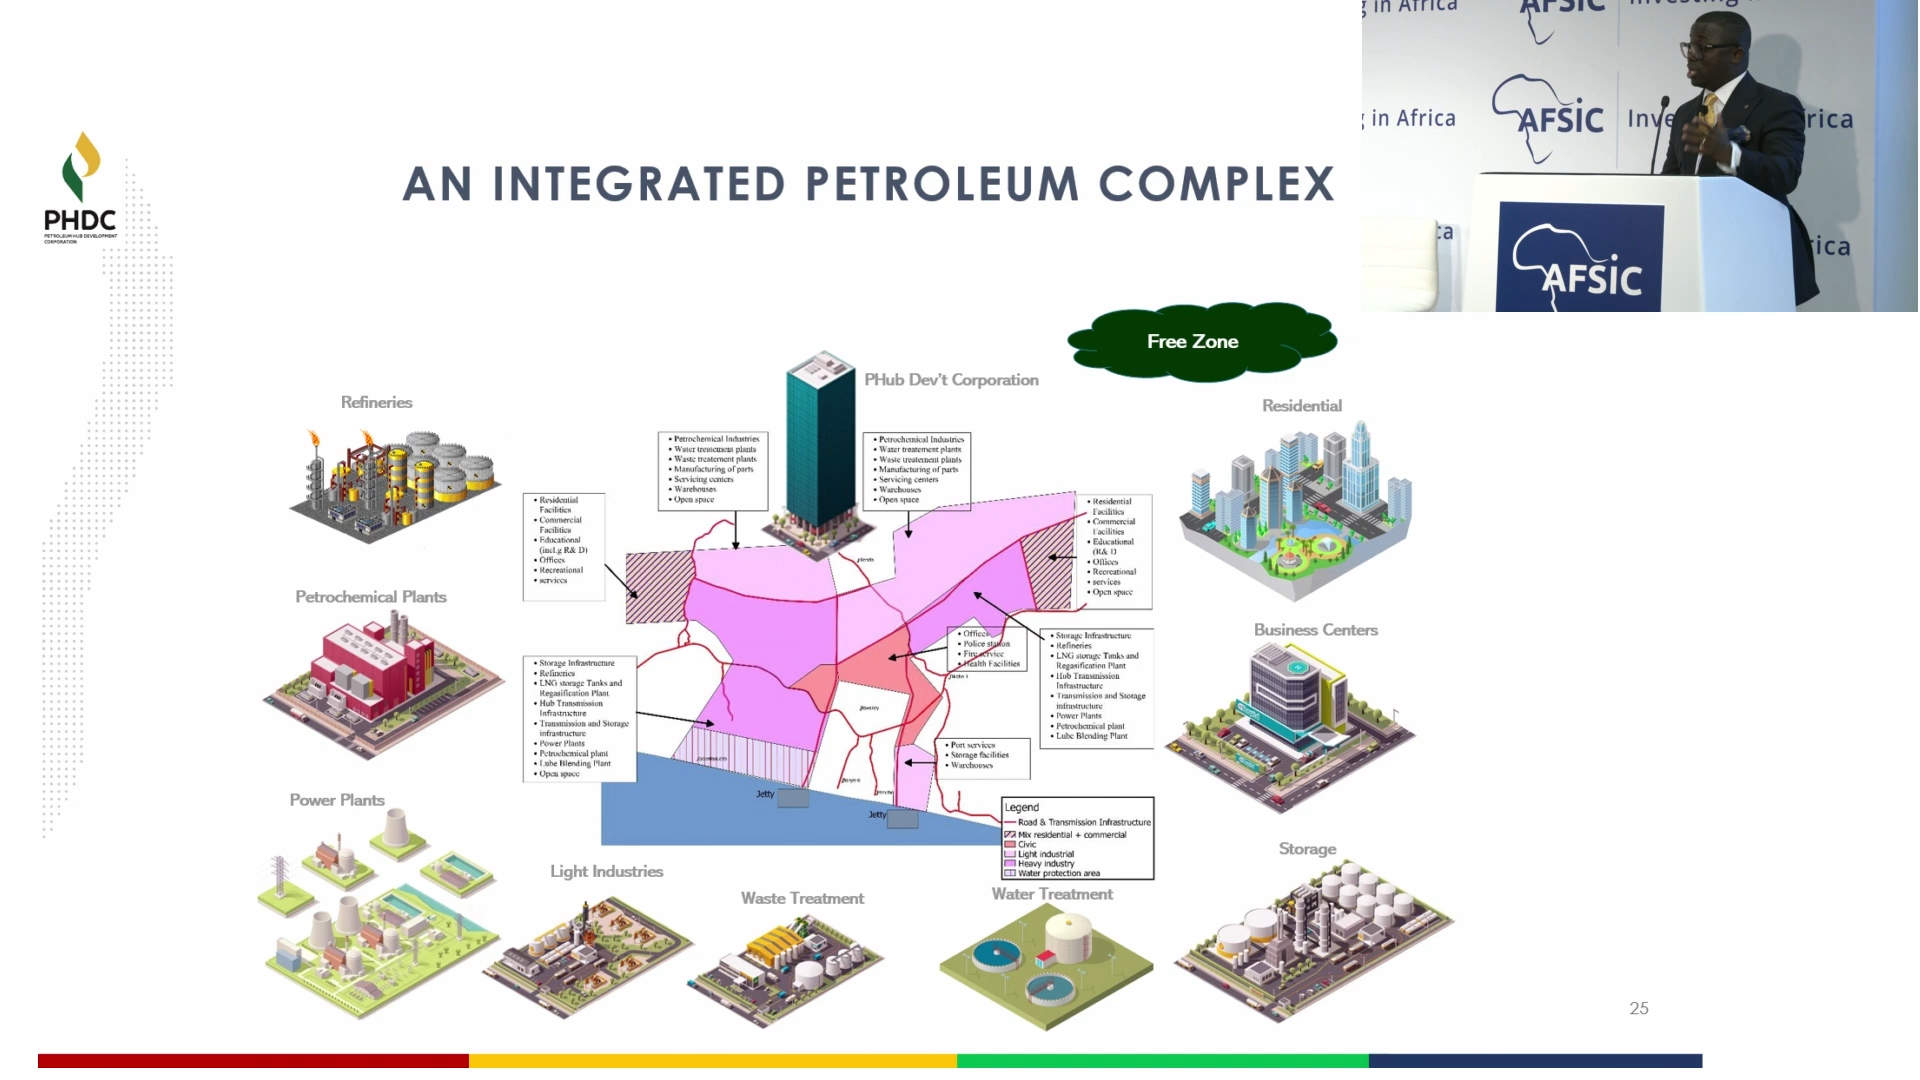 in Africa
AFSIC
in Africa
AFSIC
Inve
rica
ca
rica
AFSIC
PHDC
PETROLEUM HUB DEVELOPMENT
CORPORATION
AN INTEGRATED PETROLEUM COMPLEX
Free Zone
PHub Dev't Corporation
Refineries
Residential
• Petrochemical Industries
• Water treatement plants
• Waste treatement plants
• Manufacturing of parts
• Servicing centers
• Warehouses
• Open space
• Petrochemical Industries
• Water treatement plants
• Waste treatement plants
• Manufacturing of parts
• Servicing centers
• Warehouses
• Open space
• Residential
Facilities
• Commercial
Facilities
• Educational
(incl.g R& D)
• Offices
• Recreational
• services
• Residential
Facilities
• Commercial
Facilities
• Educational
(R& D
• Offices
• Recreational
• services
• Open space
Petrochemical Plants
Business Centers
• Offices
• Police station
• Fire service
• Health Facilities
• Storage Infrastructure
• Refineries
• LNG storage Tanks and
Regasification Plant
• Hub Transmission
Infrastructure
• Transmission and Storage
infrastructure
• Power Plants
• Petrochemical plant
• Lube Blending Plant
• Storage Infrastructure
• Refineries
• LNG storage Tanks and
Regasification Plant
• Hub Transmission
Infrastructure
• Transmission and Storage
infrastructure
• Power Plants
• Petrochemical plant
• Lube Blending Plant
• Open space
• Port services
• Storage facilities
• Warehouses
Jetty
Jetty
Legend
Road & Transmission Infrastructure
Mix residential + commercial
Civic
Light industrial
Heavy industry
Water protection area
Power Plants
Light Industries
Waste Treatment
Water Treatment
Storage
25